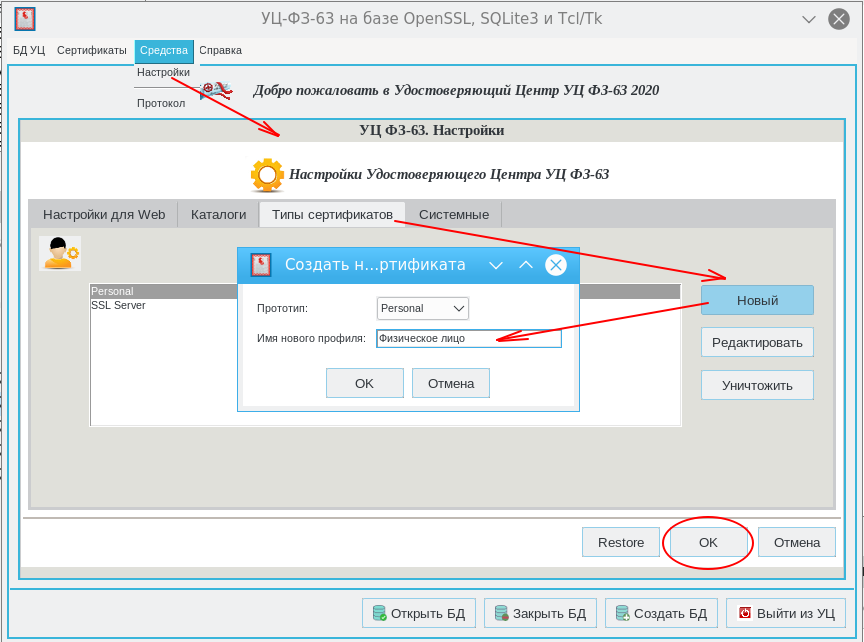 УЦ-ФЗ-63 на базе OpenSSL, SQLite3 и Tcl/Tk
БД УЦ Сертификаты Средства Справка
Настройки
Протокол
Добро пожаловать в Удостоверяющий Центр УЦ ФЗ-63 2020
УЦ ФЗ-63. Настройки
Настройки Удостоверяющего Центра УЦ ФЗ-63
Настройки для Web Каталоги Типы сертификатов Системные
Создать н...ртификата
Personal
SSL Server
Прототип: Personal
Имя нового профиля: Физическое лицо
OK Отмена
Новый
Редактировать
Уничтожить
Restore OK Отмена
Открыть БД Закрыть БД Создать БД Выйти из УЦ